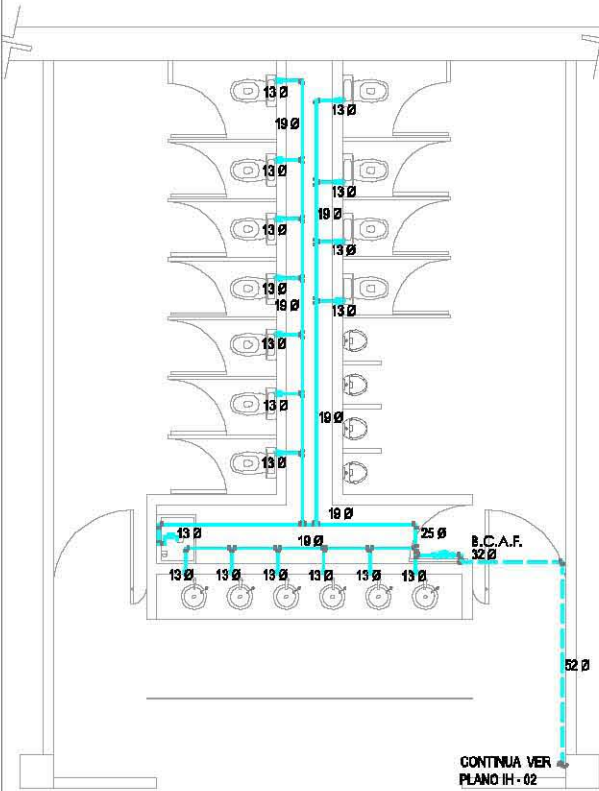 13 Ø
13 Ø
19 Ø
13 Ø
13 Ø
19 Ø
13 Ø
13 Ø
13 Ø
19 Ø
13 Ø
13 Ø
19 Ø
13 Ø
13 Ø
19 Ø
13 Ø
19 Ø
25 Ø
B.C.A.F.
32 Ø
13 Ø
13 Ø
13 Ø
13 Ø
13 Ø
13 Ø
52 Ø
CONTINUA VER
PLANO IH - 02